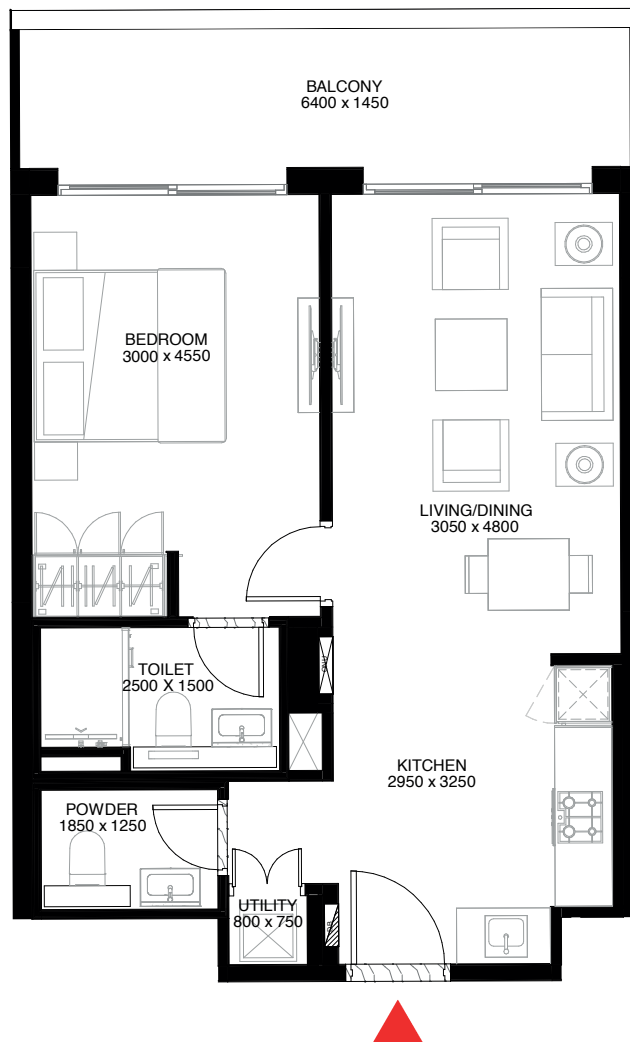 BALCONY
6400 x 1450
BEDROOM
3000 x 4550
LIVING/DINING
3050 x 4800
TOILET
2500 X 1500
KITCHEN
2950 x 3250
POWDER
1850 x 1250
UTILITY
800 x 750